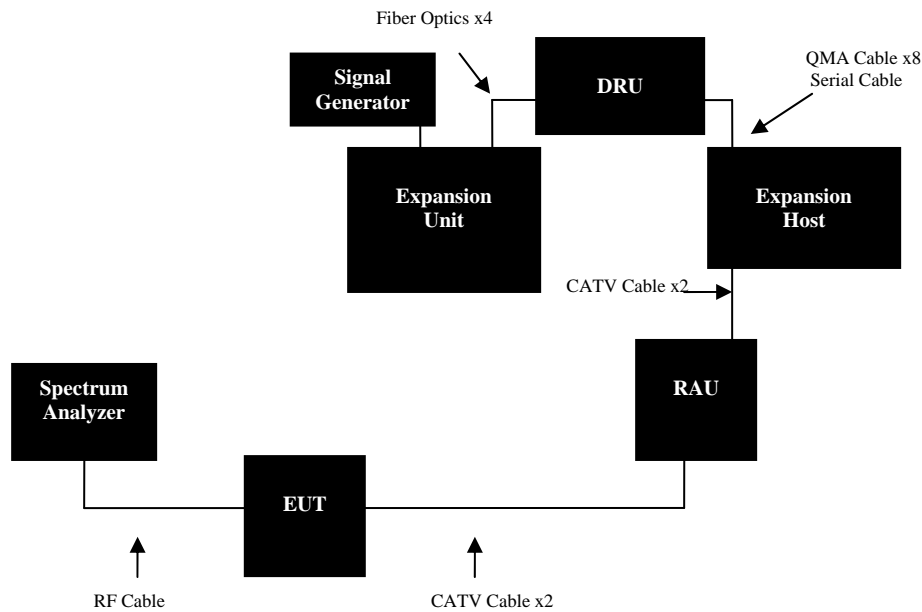 Fiber Optics x4
Signal
Generator
DRU
QMA Cable x8
Serial Cable
Expansion
Unit
Expansion
Host
CATV Cable x2
Spectrum
Analyzer
RAU
EUT
RF Cable
CATV Cable x2